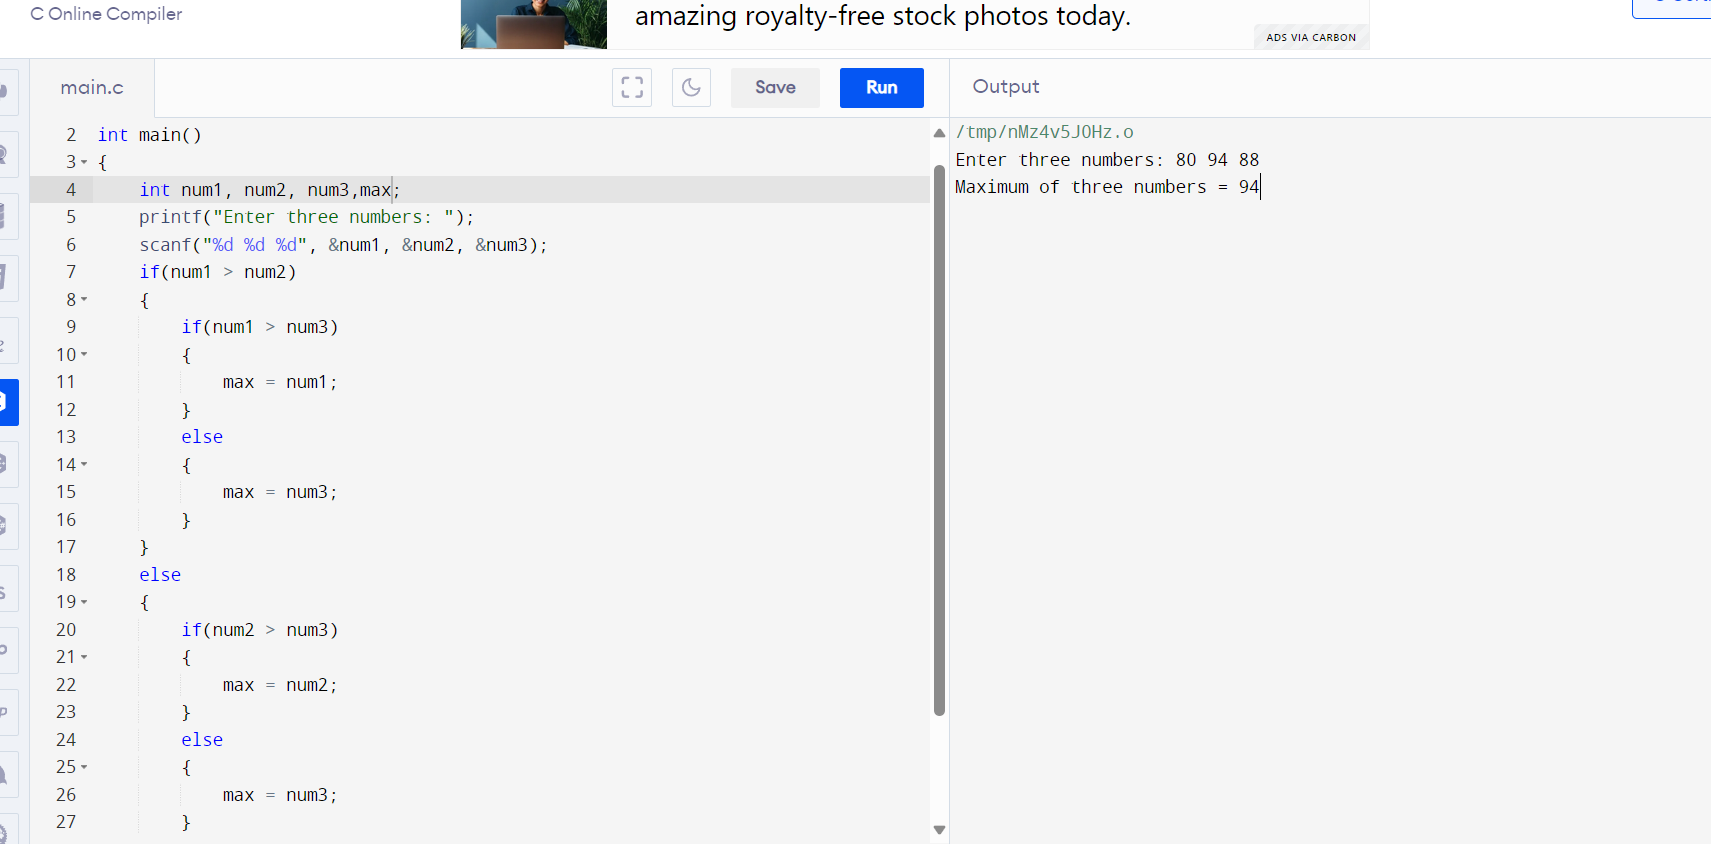 C Online Compiler
amazing royalty-free stock photos today.
ADS VIA CARBON
main.c
Save
Run
Output
2 int main()
3 {
4     int num1, num2, num3,max;
5     printf("Enter three numbers: ");
6     scanf("%d %d %d", &num1, &num2, &num3);
7     if(num1 > num2)
8     {
9         if(num1 > num3)
10         {
11             max = num1;
12         }
13         else
14         {
15             max = num3;
16         }
17     }
18     else
19     {
20         if(num2 > num3)
21         {
22             max = num2;
23         }
24         else
25         {
26             max = num3;
27         }
/tmp/nMz4v5JOHz.o
Enter three numbers: 80 94 88
Maximum of three numbers = 94